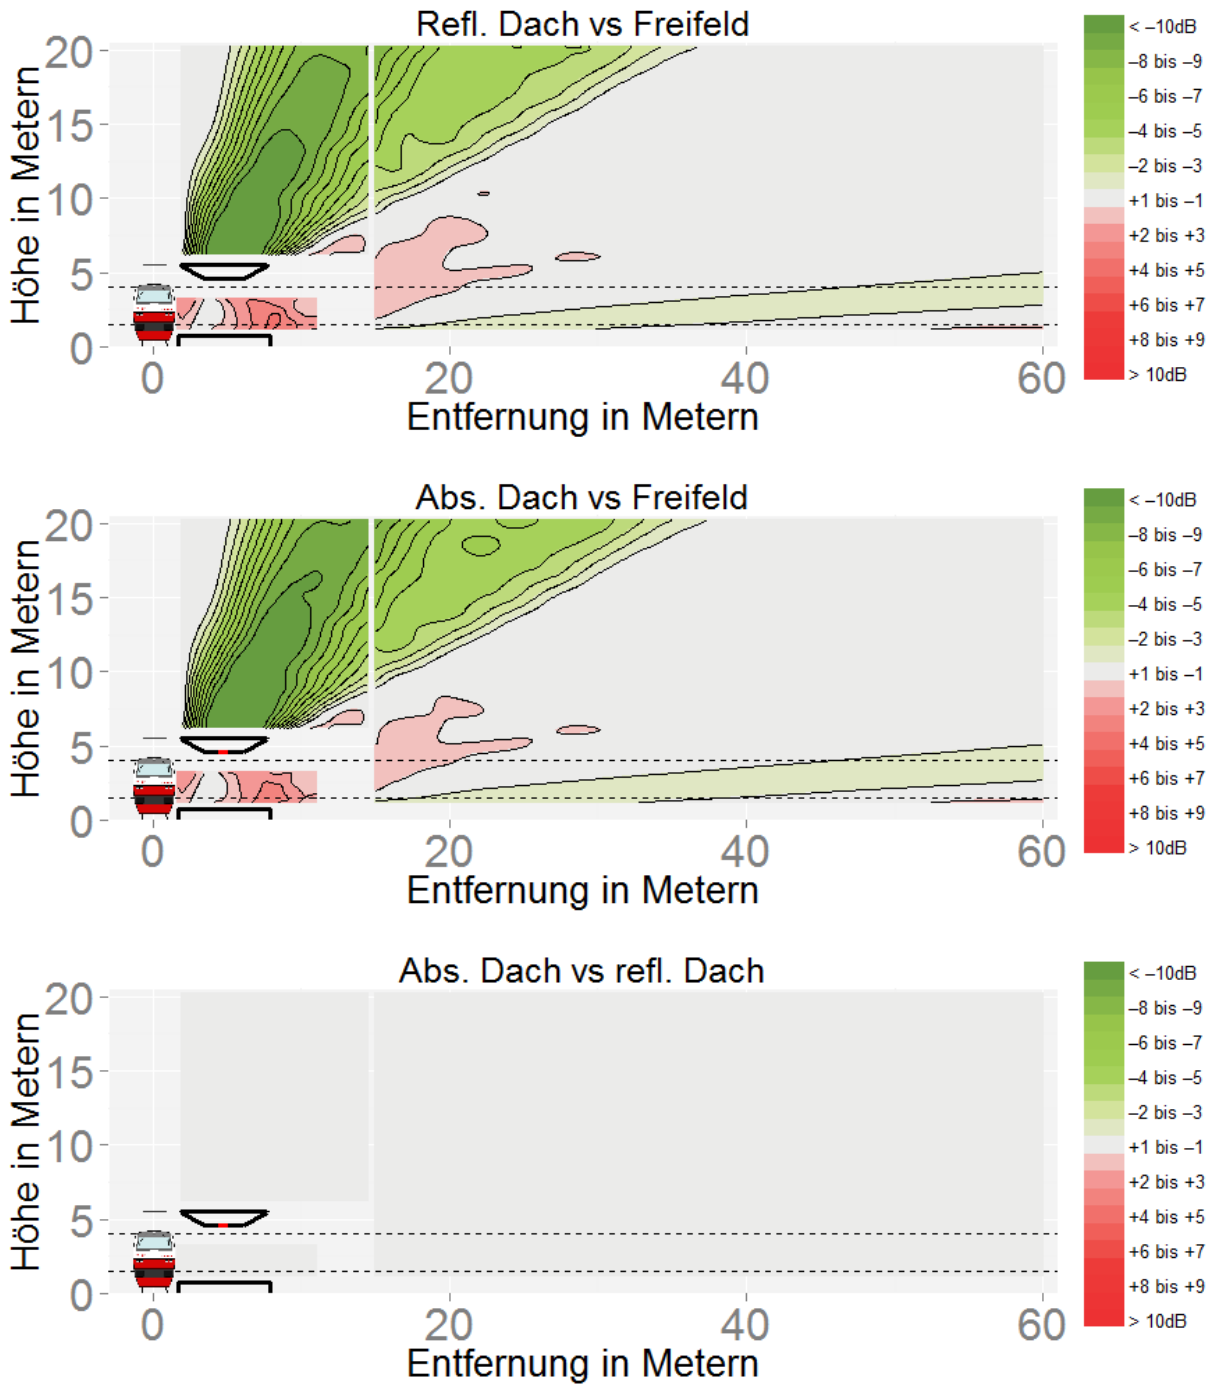 Refl. Dach vs Freifeld
Höhe in Metern
20
15
10
5
0
0 20 40 60
Entfernung in Metern
< –10dB
–8 bis –9
–6 bis –7
–4 bis –5
–2 bis –3
+1 bis –1
+2 bis +3
+4 bis +5
+6 bis +7
+8 bis +9
> 10dB
Abs. Dach vs Freifeld
Höhe in Metern
20
15
10
5
0
0 20 40 60
Entfernung in Metern
< –10dB
–8 bis –9
–6 bis –7
–4 bis –5
–2 bis –3
+1 bis –1
+2 bis +3
+4 bis +5
+6 bis +7
+8 bis +9
> 10dB
Abs. Dach vs refl. Dach
Höhe in Metern
20
15
10
5
0
0 20 40 60
Entfernung in Metern
< –10dB
–8 bis –9
–6 bis –7
–4 bis –5
–2 bis –3
+1 bis –1
+2 bis +3
+4 bis +5
+6 bis +7
+8 bis +9
> 10dB